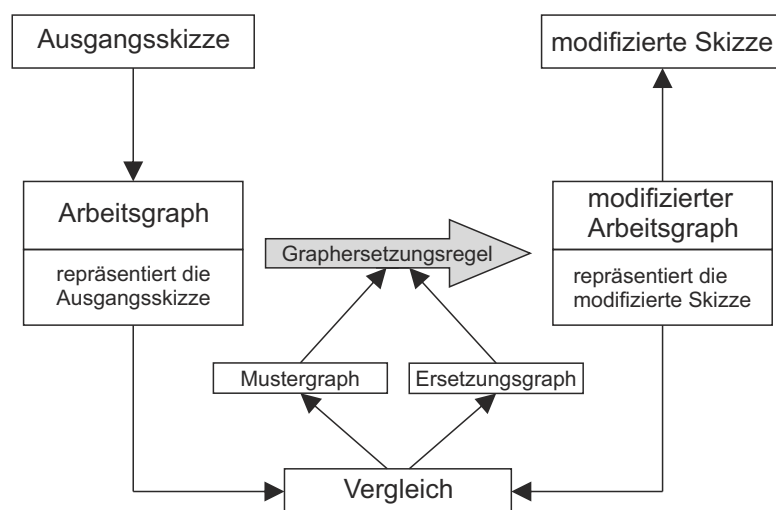 Ausgangsskizze
modifizierte Skizze
Arbeitsgraph
repräsentiert die
Ausgangsskizze
Graphersetzungsregel
modifizierter
Arbeitsgraph
repräsentiert die
modifizierte Skizze
Mustergraph
Ersetzungsgraph
Vergleich